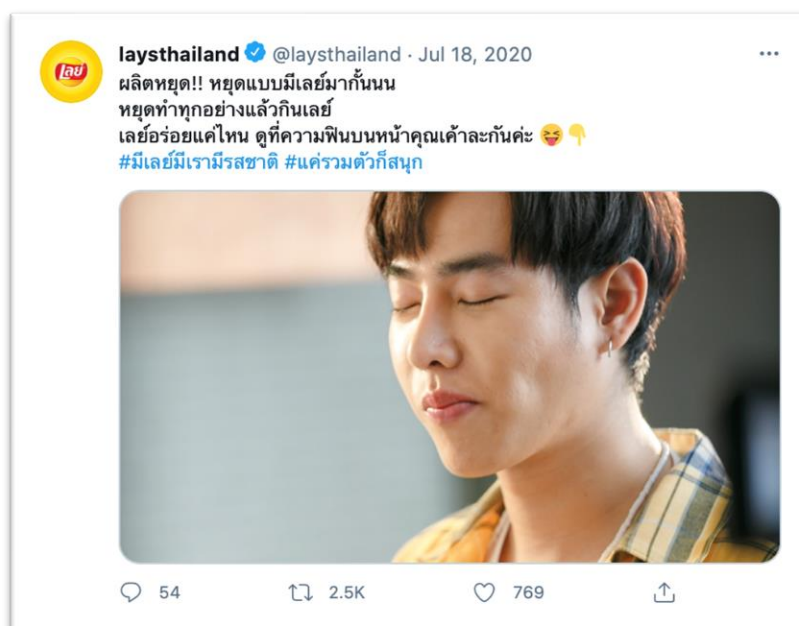 เลย์
laysthailand @laysthailand · Jul 18, 2020
ผลิตหยุด!! หยุดแบบมีเลย์มากั้นนน
หยุดทำทุกอย่างแล้วกินเลย์
เลย์อร่อยแค่ไหน ดูที่ความฟินบนหน้าคุณเค้าละกันค่ะ 😝👇
#มีเลย์มีเรามีรสชาติ #แค่รวมตัวก็สนุก
54 2.5K 769